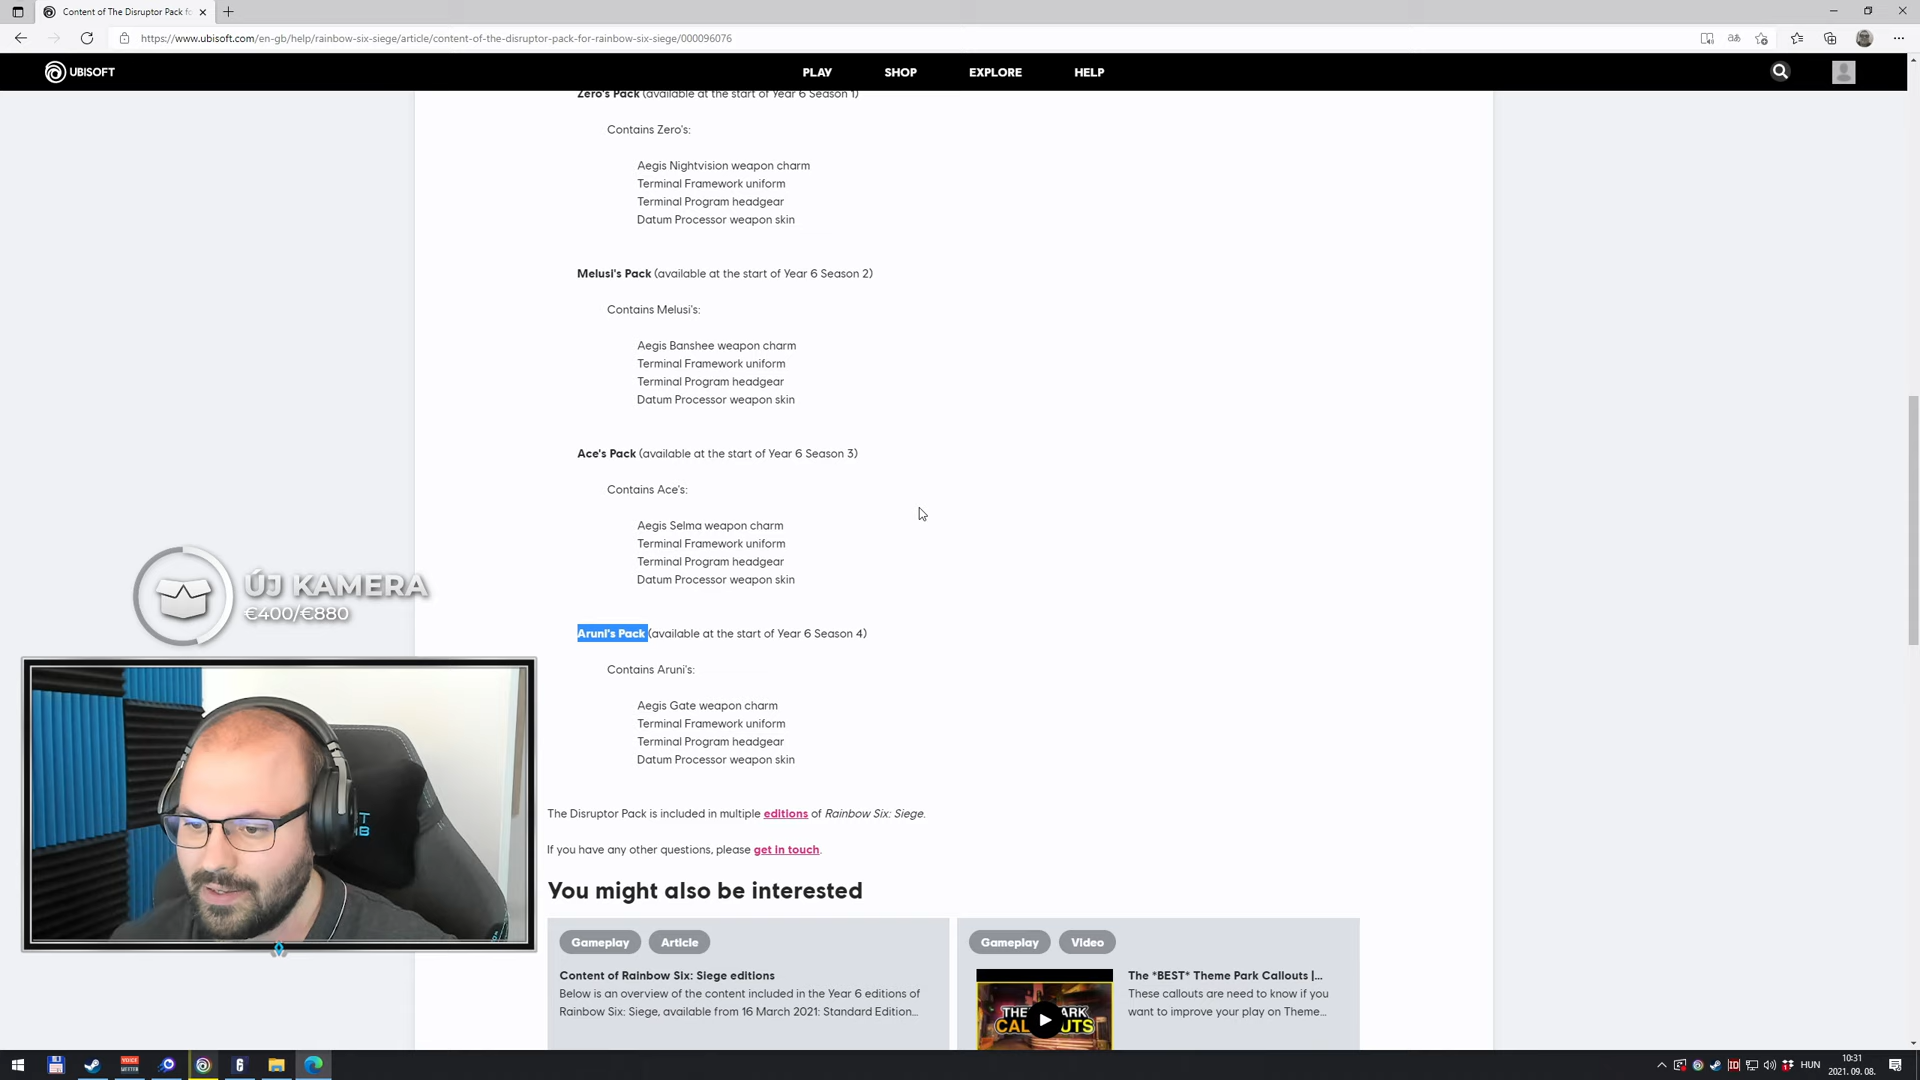 Content of The Disruptor Pack fo
https://www.ubisoft.com/en-gb/help/rainbow-six-siege/article/content-of-the-disruptor-pack-for-rainbow-six-siege/000096076
UBISOFT
PLAY
SHOP
EXPLORE
HELP
Zero's Pack (available at the start of Year 6 Season 1)
Contains Zero's:
Aegis Nightvision weapon charm
Terminal Framework uniform
Terminal Program headgear
Datum Processor weapon skin
Melusi's Pack (available at the start of Year 6 Season 2)
Contains Melusi's:
Aegis Banshee weapon charm
Terminal Framework uniform
Terminal Program headgear
Datum Processor weapon skin
Ace's Pack (available at the start of Year 6 Season 3)
Contains Ace's:
Aegis Selma weapon charm
Terminal Framework uniform
Terminal Program headgear
Datum Processor weapon skin
ÚJ KAMERA
€400/€880
Aruni's Pack (available at the start of Year 6 Season 4)
Contains Aruni's:
Aegis Gate weapon charm
Terminal Framework uniform
Terminal Program headgear
Datum Processor weapon skin
The Disruptor Pack is included in multiple editions of Rainbow Six: Siege.
If you have any other questions, please get in touch.
You might also be interested
Gameplay
Article
Content of Rainbow Six: Siege editions
Below is an overview of the content included in the Year 6 editions of
Rainbow Six: Siege, available from 16 March 2021: Standard Edition...
Gameplay
Video
The *BEST* Theme Park Callouts |...
These callouts are need to know if you
want to improve your play on Theme...
HUN
10:31
2021. 09. 08.